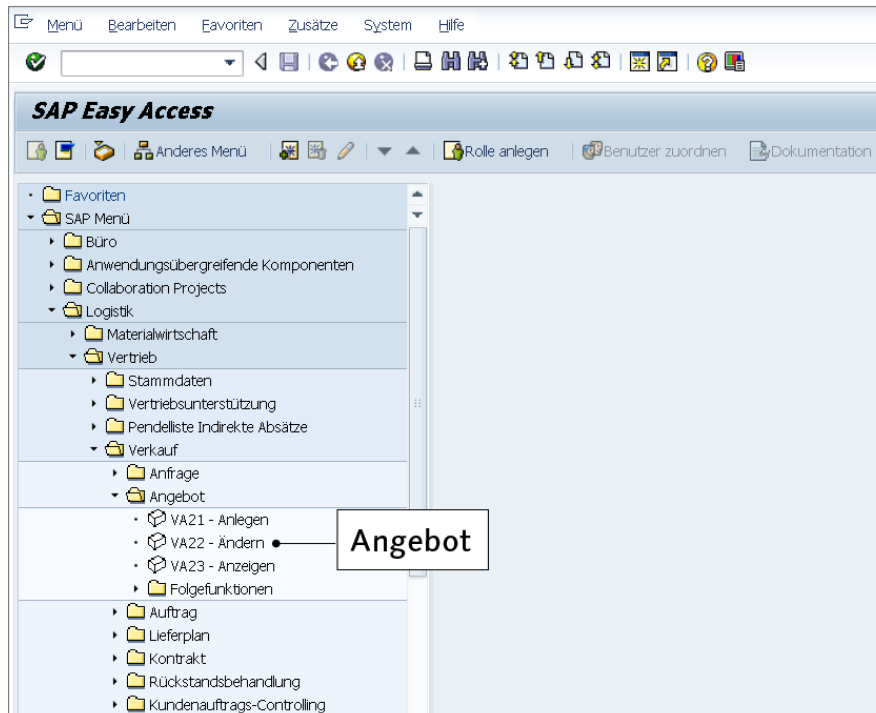 Menü Bearbeiten Favoriten Zusätze System Hilfe
SAP Easy Access
Anderes Menü Rolle anlegen Benutzer zuordnen Dokumentation
Favoriten
SAP Menü
Büro
Anwendungsübergreifende Komponenten
Collaboration Projects
Logistik
Materialwirtschaft
Vertrieb
Stammdaten
Vertriebsunterstützung
Pendelliste Indirekte Absätze
Verkauf
Anfrage
Angebot
VA21 - Anlegen
VA22 - Ändern
Angebot
VA23 - Anzeigen
Folgefunktionen
Auftrag
Lieferplan
Kontrakt
Rückstandsbehandlung
Kundenauftrags-Controlling